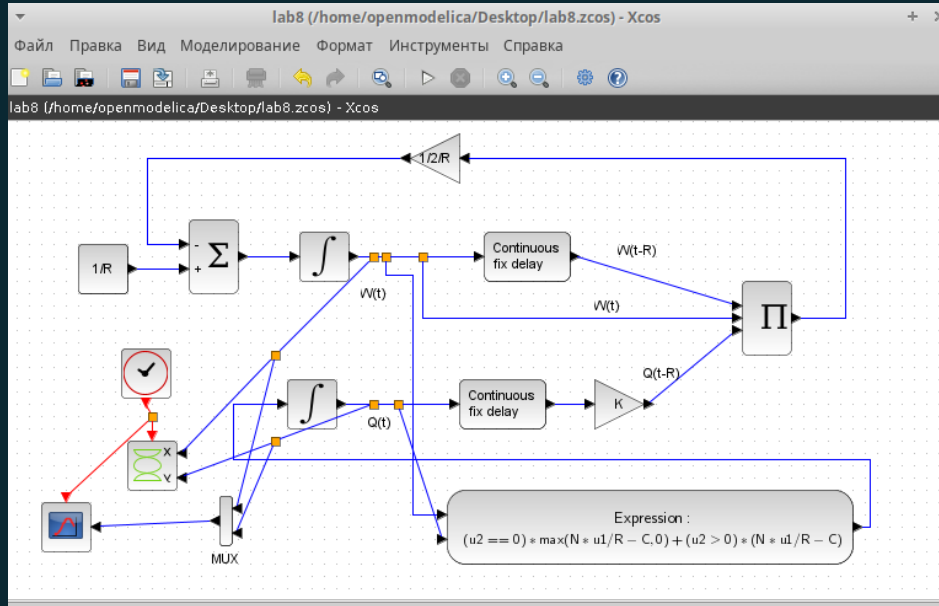 lab8 (/home/openmodelica/Desktop/lab8.zcos) - Xcos
Файл Правка Вид Моделирование Формат Инструменты Справка
lab8 (/home/openmodelica/Desktop/lab8.zcos) - Xcos
1/2/R
1/R
Σ
∫
Continuous
fix delay
W(t-R)
W(t)
W(t)
Π
Q(t-R)
∫
Q(t)
Continuous
fix delay
K
X
Y
MUX
Expression :
(u2 == 0) * max(N * u1/R − C, 0) + (u2 > 0) * (N * u1/R − C)